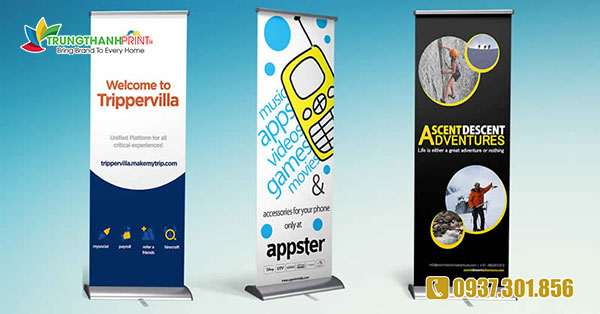 TRUNGTHANHPRINT
Bring Brand To Every Home
Welcome to
Trippervilla
Unified Platform for all
critical experienced!
trippervilla.makemytrip.com
mysocial
payroll
refer a
friends
hirecraft
music
apps
videos
games
movies
&
accessories for your phone
only at
appster
ASCENT DESCENT
ADVENTURES
Life is either a great adventure or nothing
0937.301.856